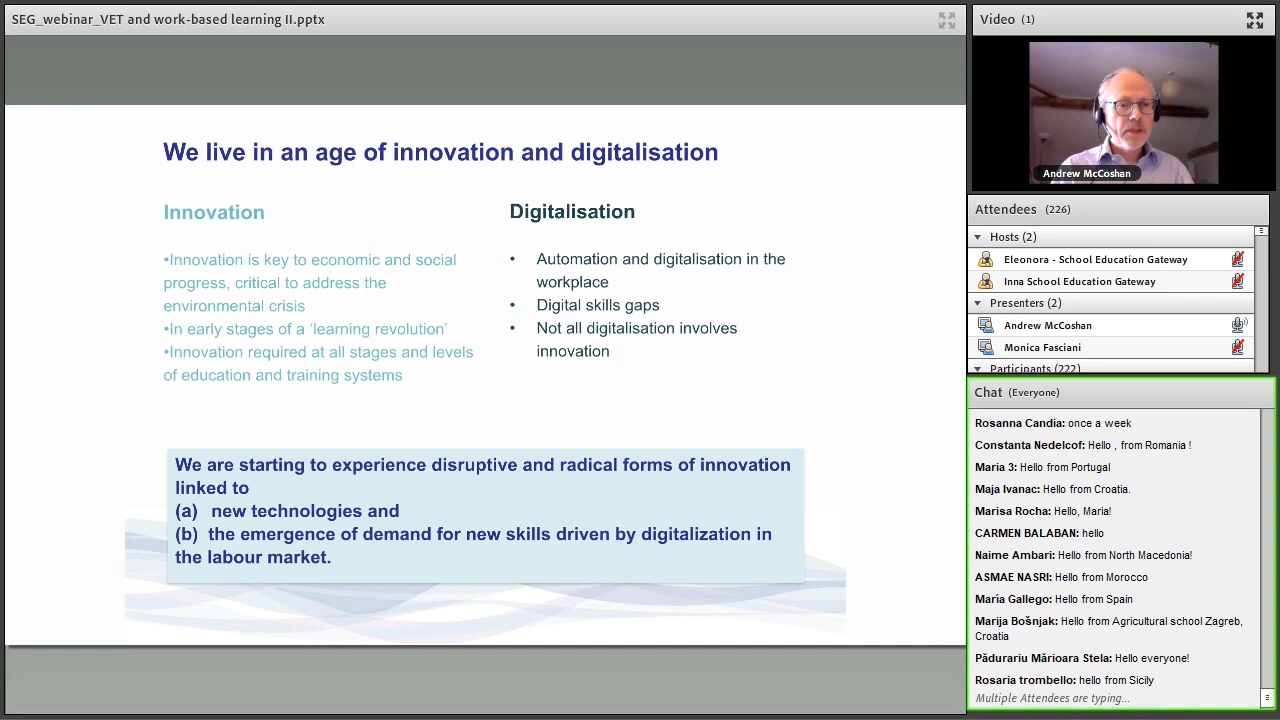 SEG_webinar_VET and work-based learning II.pptx
We live in an age of innovation and digitalisation
Innovation
•Innovation is key to economic and social
progress, critical to address the
environmental crisis
•In early stages of a ‘learning revolution’
•Innovation required at all stages and levels
of education and training systems
Digitalisation
• Automation and digitalisation in the
workplace
• Digital skills gaps
• Not all digitalisation involves
innovation
We are starting to experience disruptive and radical forms of innovation
linked to
(a) new technologies and
(b) the emergence of demand for new skills driven by digitalization in
the labour market.
Video (1)
Andrew McCoshan
Attendees (226)
Hosts (2)
Eleonora - School Education Gateway
Inna School Education Gateway
Presenters (2)
Andrew McCoshan
Monica Fasciani
Participants (222)
Chat (Everyone)
Rosanna Candia: once a week
Constanta Nedelcof: Hello , from Romania !
Maria 3: Hello from Portugal
Maja Ivanac: Hello from Croatia.
Marisa Rocha: Hello, Maria!
CARMEN BALABAN: hello
Naime Ambari: Hello from North Macedonia!
ASMAE NASRI: Hello from Morocco
María Gallego: Hello from Spain
Marija Bošnjak: Hello from Agricultural school Zagreb,
Croatia
Pădurariu Mărioara Stela: Hello everyone!
Rosaria trombello: hello from Sicily
Multiple Attendees are typing...